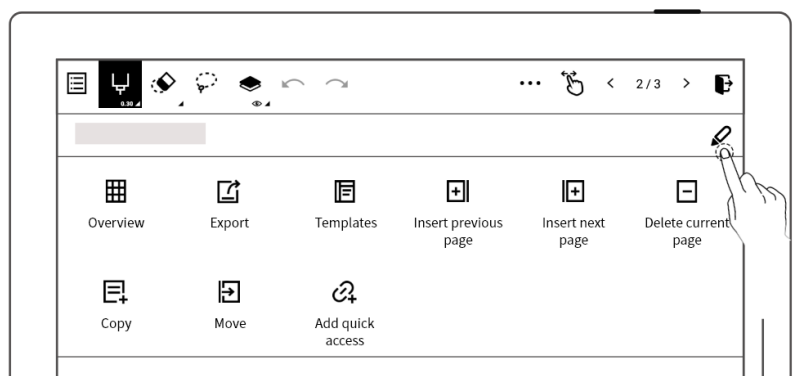 0.30
2 / 3
Overview
Export
Templates
Insert previous
page
Insert next
page
Delete current
page
Copy
Move
Add quick
access